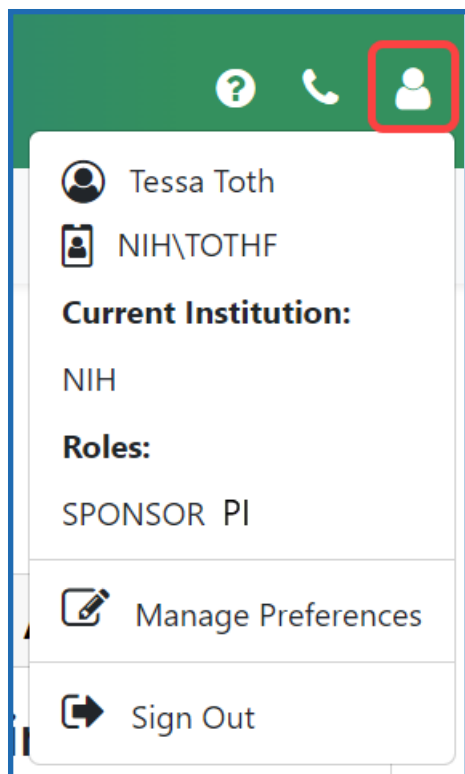 Tessa Toth
NIH\TOTHF
Current Institution:
NIH
Roles:
SPONSOR PI
Manage Preferences
Sign Out